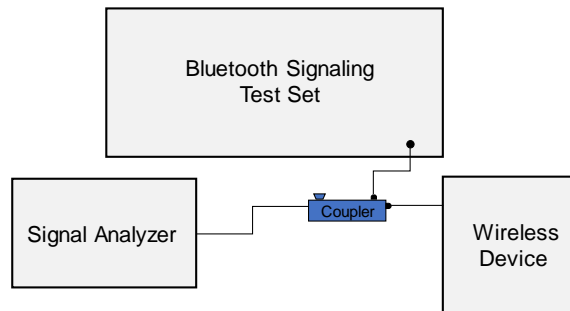 Bluetooth Signaling
Test Set
Signal Analyzer
Coupler
Wireless
Device